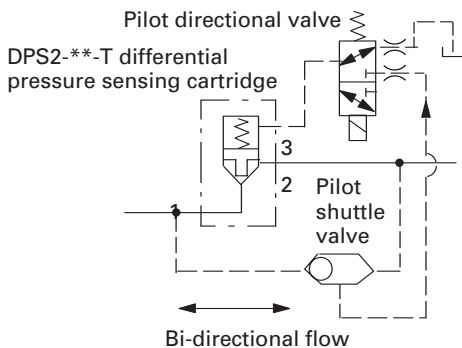 Pilot directional valve
DPS2-**-T differential
pressure sensing cartridge
3
2
1
Pilot
shuttle
valve
Bi-directional flow